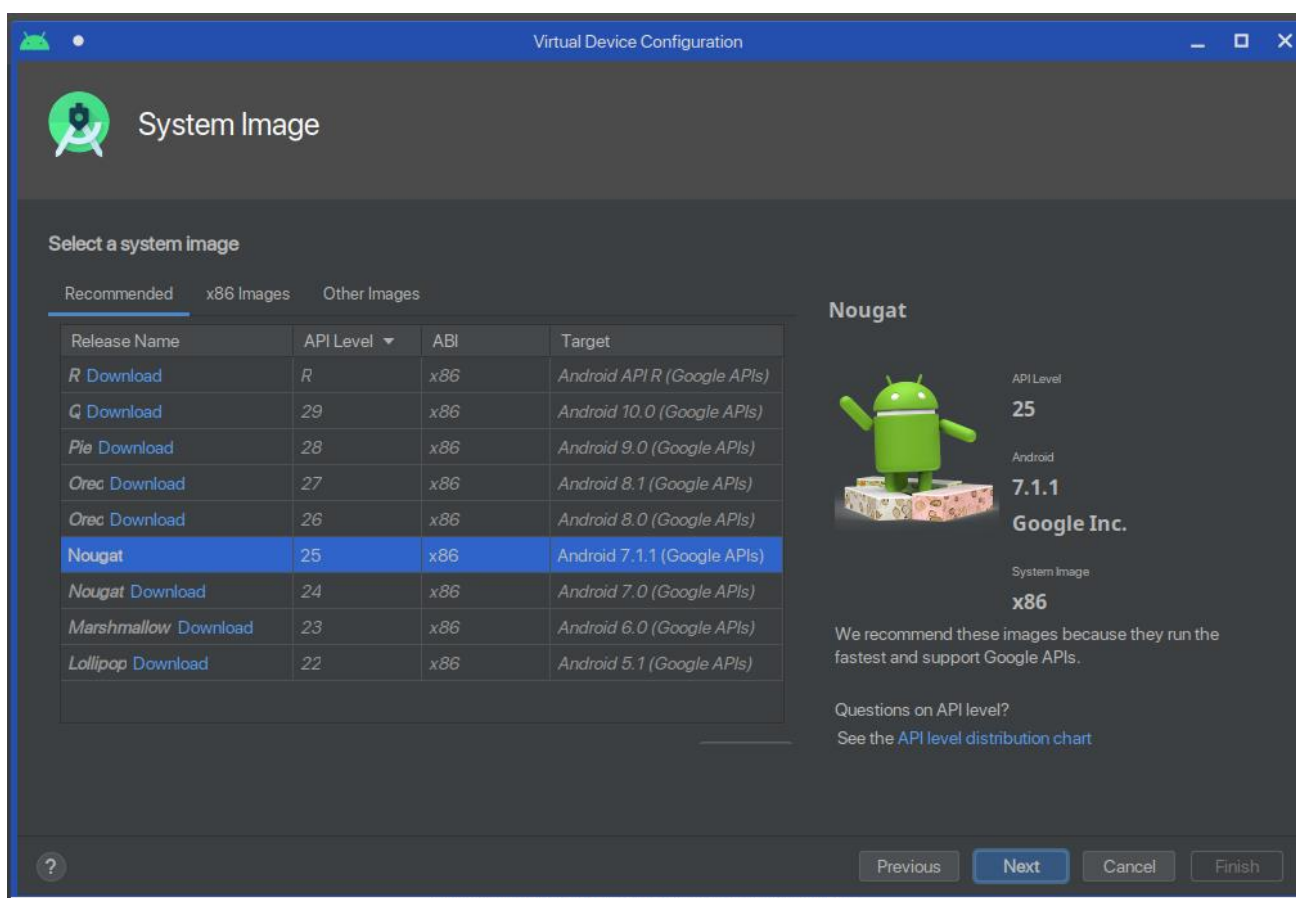 Virtual Device Configuration
System Image
Select a system image
Recommended x86 Images Other Images
Release Name API Level ABI Target
R Download R x86 Android API R (Google APIs)
Q Download 29 x86 Android 10.0 (Google APIs)
Pie Download 28 x86 Android 9.0 (Google APIs)
Oreo Download 27 x86 Android 8.1 (Google APIs)
Oreo Download 26 x86 Android 8.0 (Google APIs)
Nougat 25 x86 Android 7.1.1 (Google APIs)
Nougat Download 24 x86 Android 7.0 (Google APIs)
Marshmallow Download 23 x86 Android 6.0 (Google APIs)
Lollipop Download 22 x86 Android 5.1 (Google APIs)
Nougat
API Level
25
Android
7.1.1
Google Inc.
System Image
x86
We recommend these images because they run the
fastest and support Google APIs.
Questions on API level?
See the API level distribution chart
? Previous Next Cancel Finish